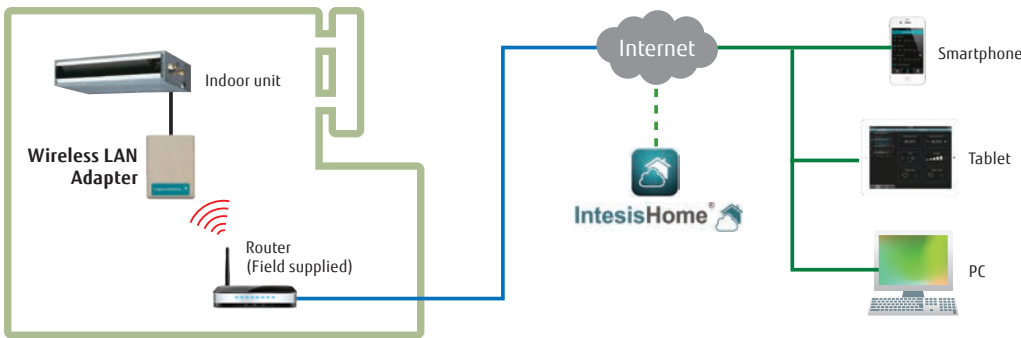 Indoor unit
Wireless LAN
Adapter
Router
(Field supplied)
Internet
IntesisHome®
Smartphone
Tablet
PC